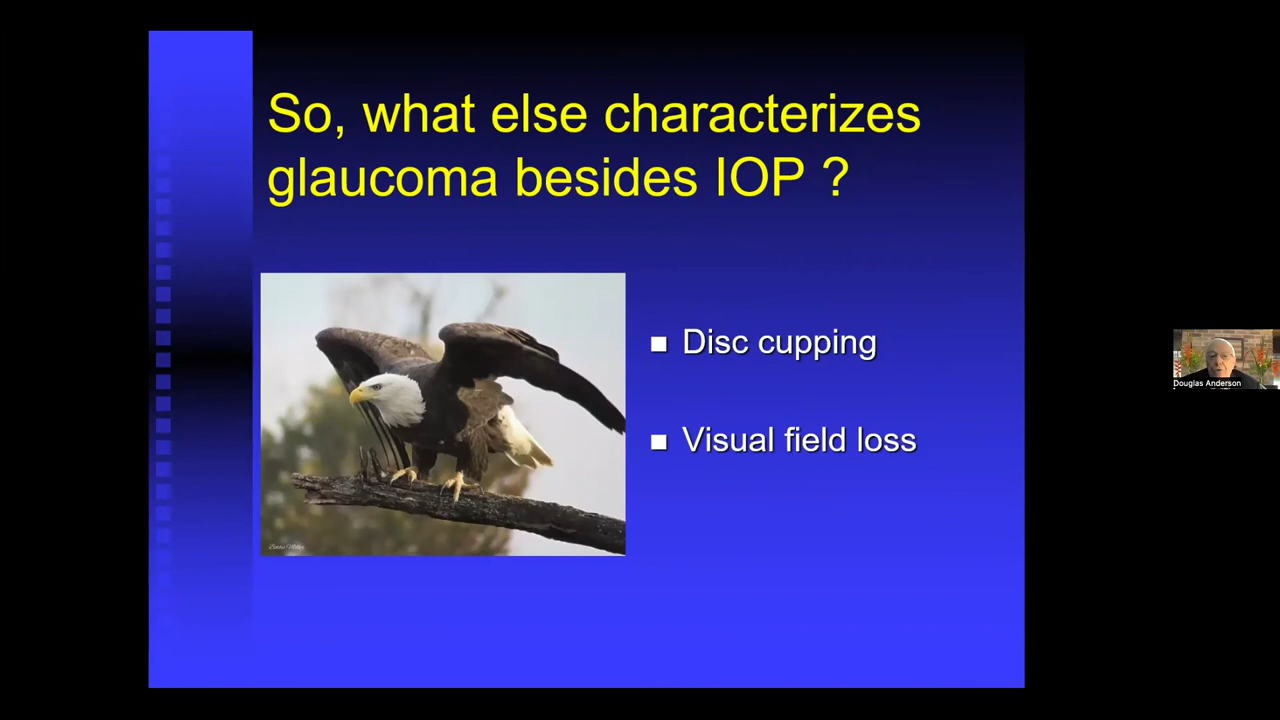 So, what else characterizes
glaucoma besides IOP ?
Disc cupping
Visual field loss
Douglas Anderson